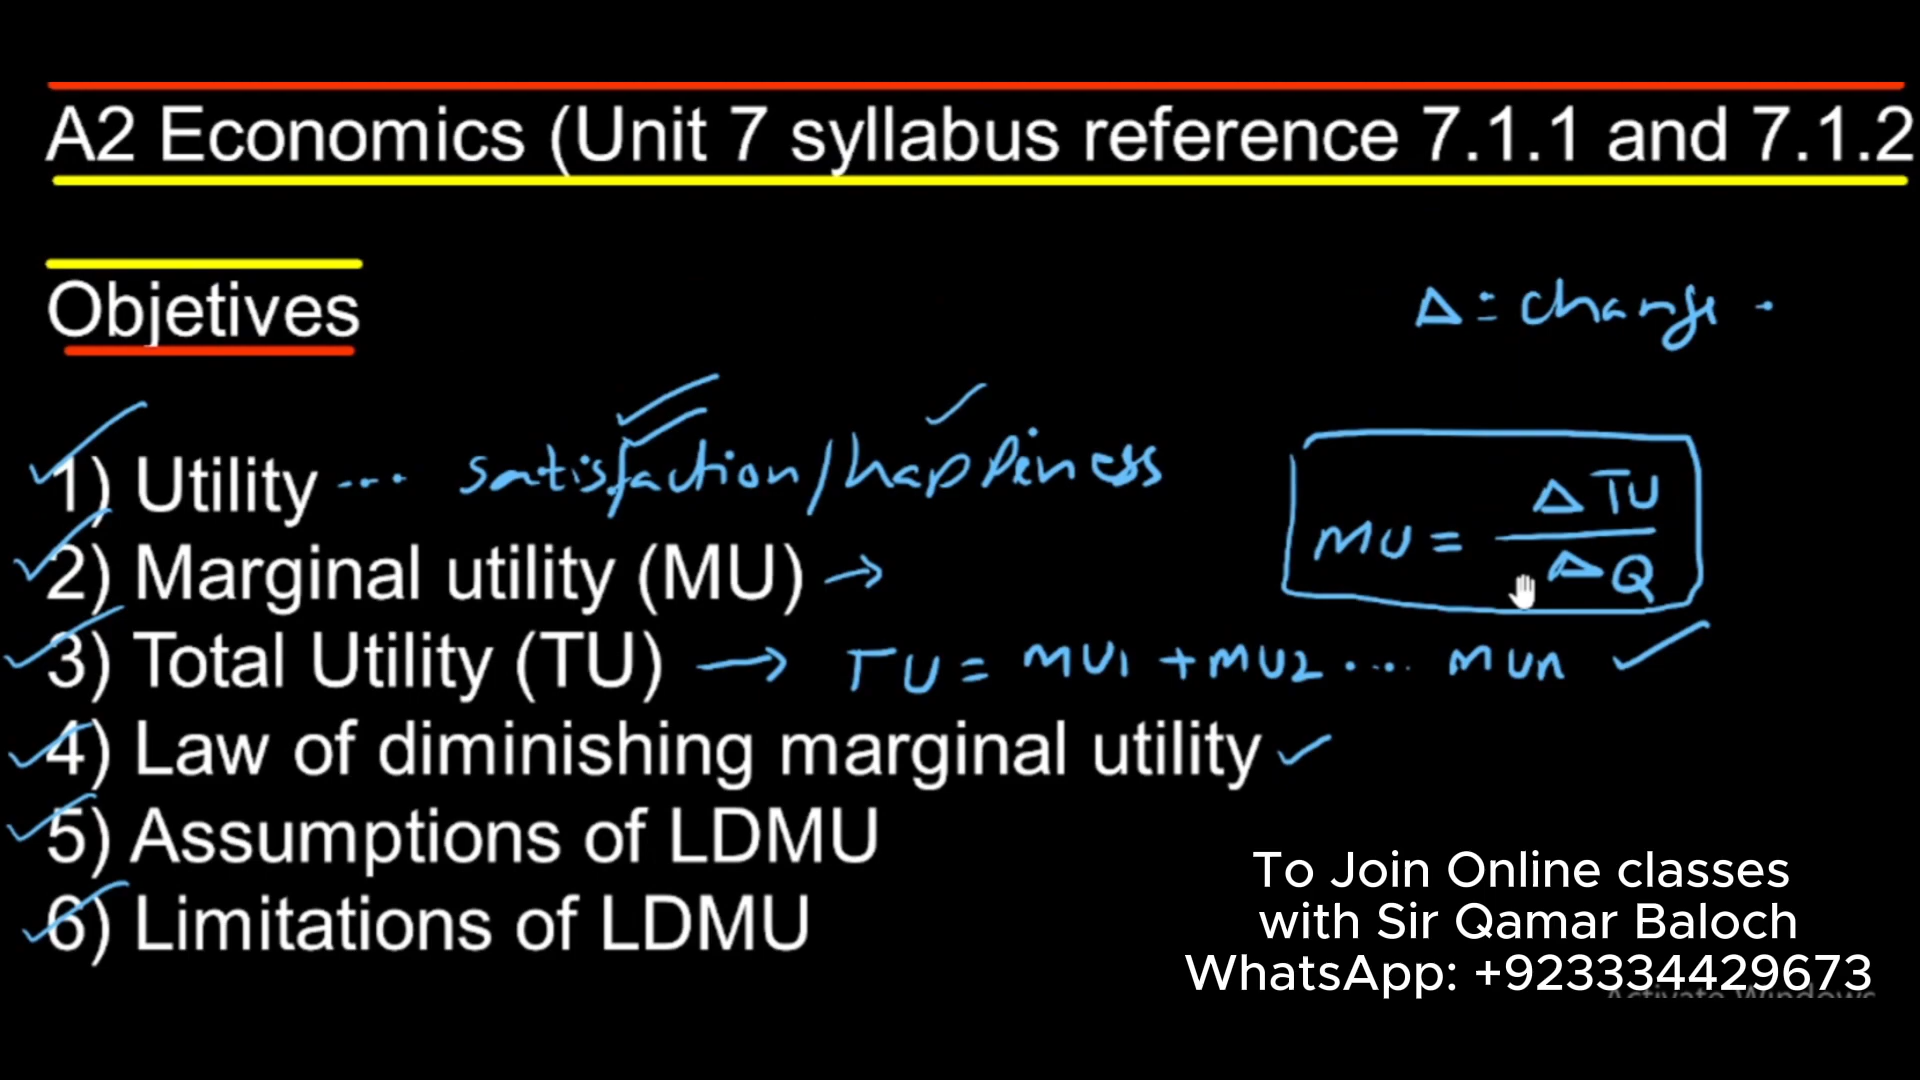 A2 Economics (Unit 7 syllabus reference 7.1.1 and 7.1.2
Objetives
Δ = change
1) Utility ... satisfaction/happiness
2) Marginal utility (MU) →
MU = ΔTU / ΔQ
3) Total Utility (TU) → TU = MU1 + MU2 .... MUn
4) Law of diminishing marginal utility
5) Assumptions of LDMU
6) Limitations of LDMU
To Join Online classes
with Sir Qamar Baloch
WhatsApp: +923334429673
Activate Windows